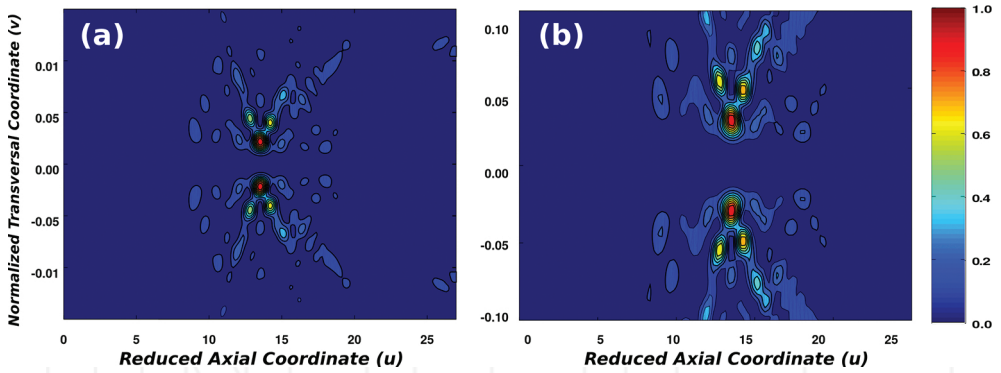 (a)
(b)
Normalized Transversal Coordinate (v)
0.01
0.05
0.00
-0.05
-0.01
0 5 10 15 20 25
Reduced Axial Coordinate (u)
0.10
0.05
0.00
-0.05
-0.10
0 5 10 15 20 25
Reduced Axial Coordinate (u)
1.0
0.8
0.6
0.4
0.2
0.0